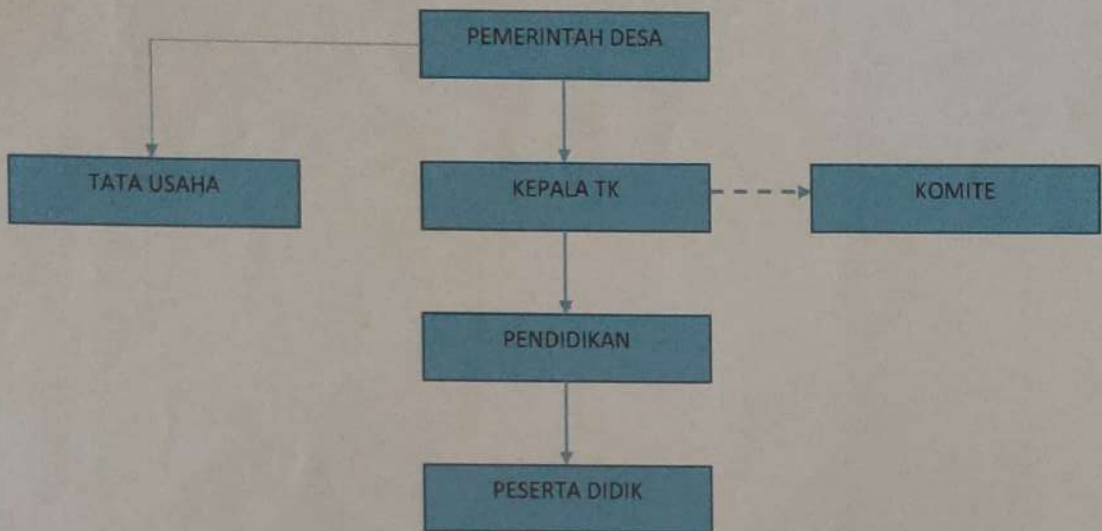 PEMERINTAH DESA
TATA USAHA
KEPALA TK
KOMITE
PENDIDIKAN
PESERTA DIDIK